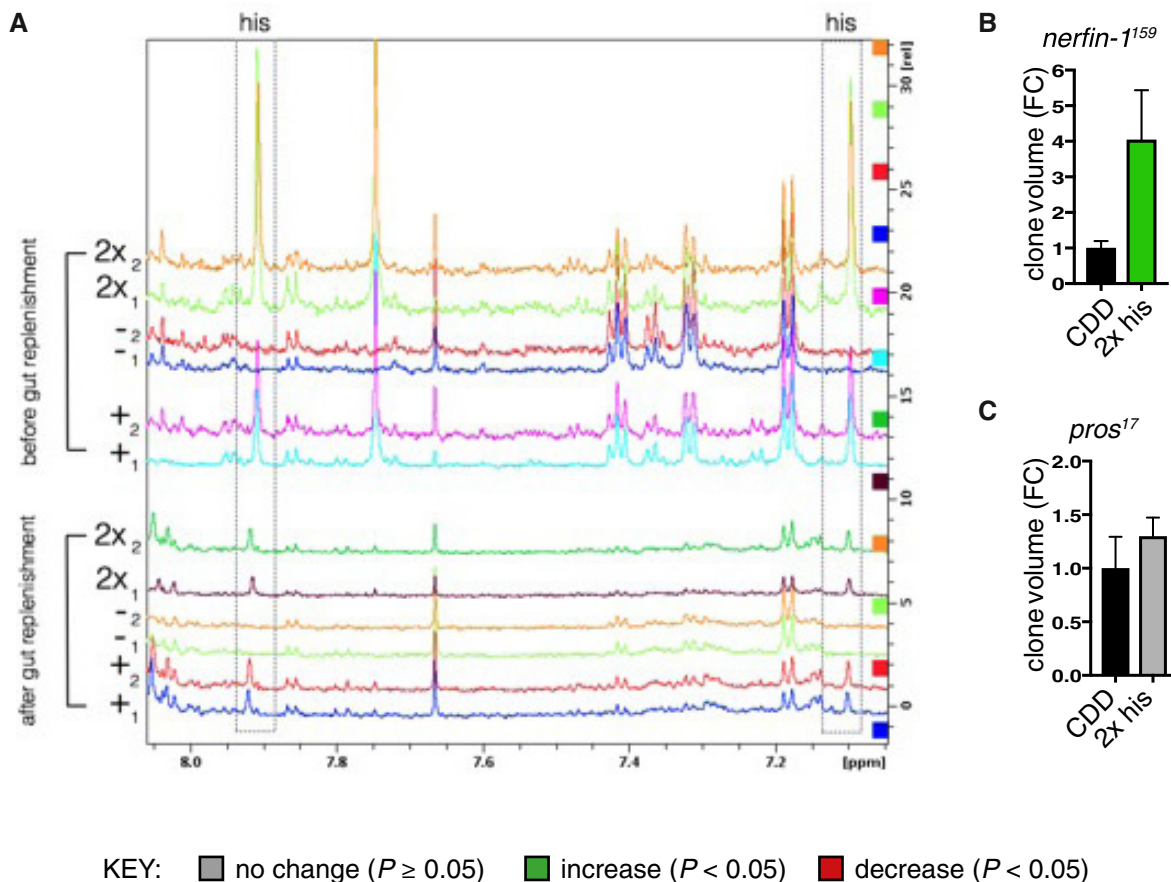 A
his
his
30 [rel]
25
20
15
10
5
0
before gut replenishment
2x2
2x1
-2
-1
+2
+1
after gut replenishment
2x2
2x1
-2
-1
+2
+1
8.0 7.8 7.6 7.4 7.2 [ppm]
B
nerfin-1159
clone volume (FC)
6
5
4
3
2
1
0
CDD
2x his
C
pros17
clone volume (FC)
2.0
1.5
1.0
0.5
0.0
CDD
2x his
KEY: no change (P ≥ 0.05) increase (P < 0.05) decrease (P < 0.05)